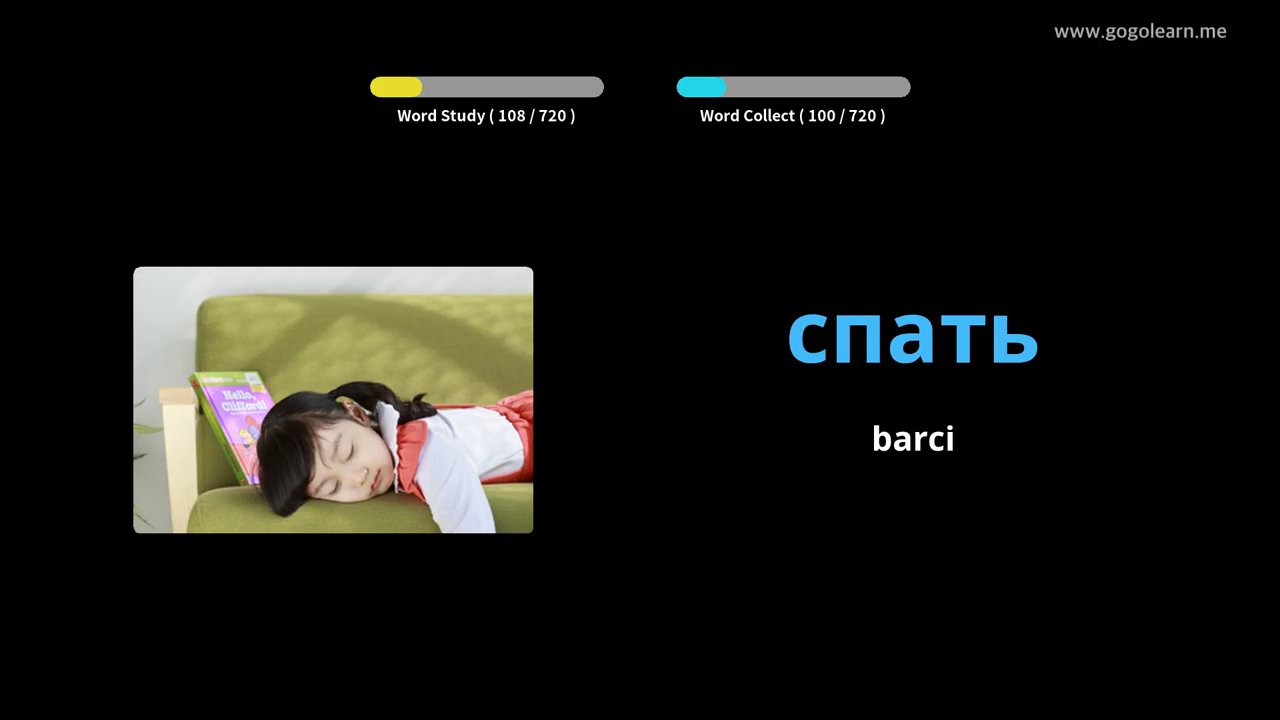 www.gogolearn.me
Word Study ( 108 / 720 )
Word Collect ( 100 / 720 )
Hello,
Clifford!
спать
barci